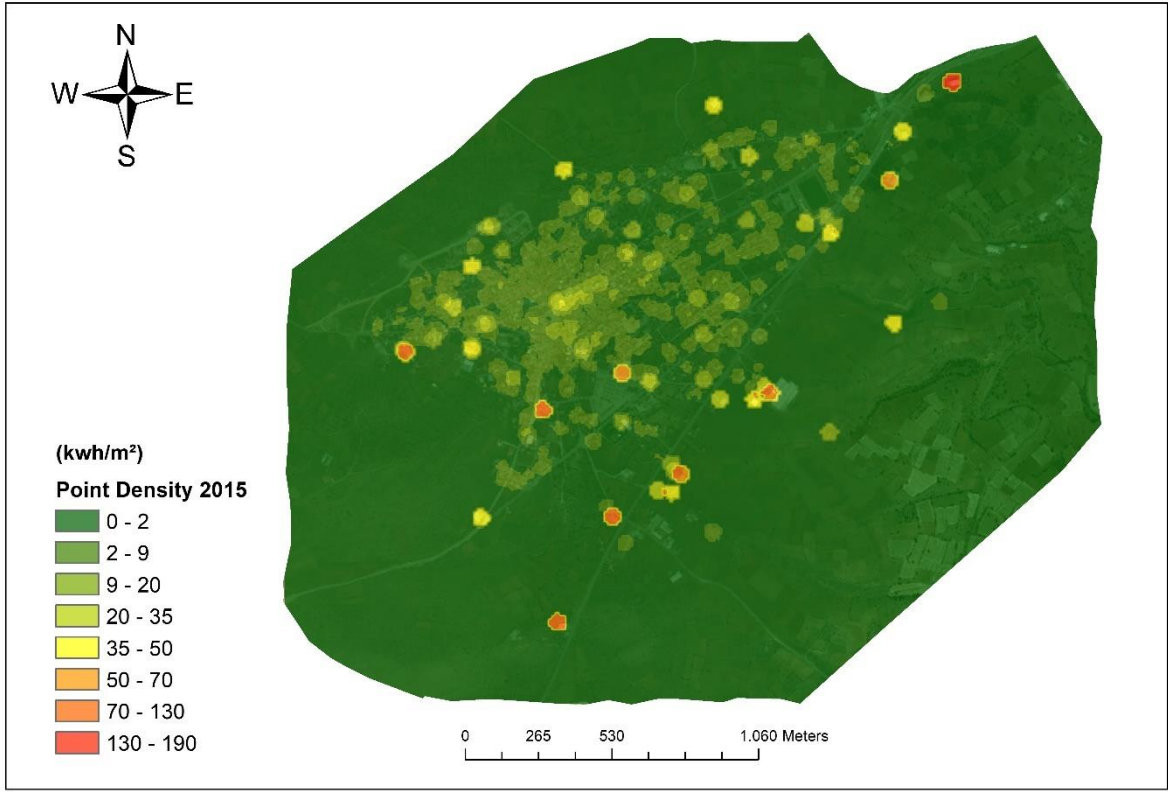 N
W E
S
(kwh/m²)
Point Density 2015
0 - 2
2 - 9
9 - 20
20 - 35
35 - 50
50 - 70
70 - 130
130 - 190
0 265 530 1.060 Meters